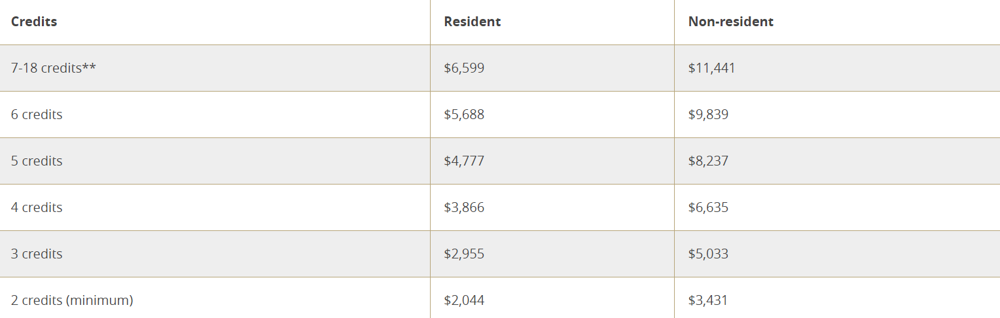 Credits Resident Non-resident
7-18 credits** $6,599 $11,441
6 credits $5,688 $9,839
5 credits $4,777 $8,237
4 credits $3,866 $6,635
3 credits $2,955 $5,033
2 credits (minimum) $2,044 $3,431